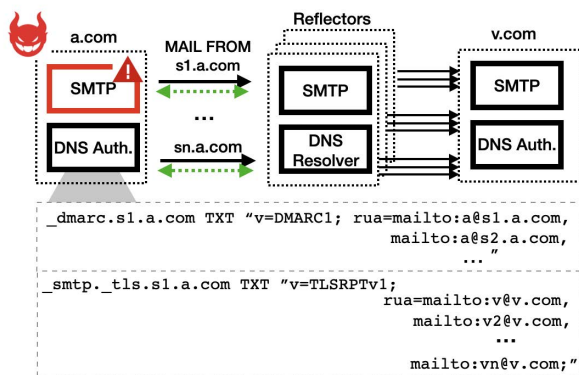 a.com
SMTP
DNS Auth.
MAIL FROM
s1.a.com
...
sn.a.com
Reflectors
SMTP
DNS
Resolver
v.com
SMTP
DNS Auth.
_dmarc.s1.a.com TXT “v=DMARC1; rua=mailto:a@s1.a.com,
mailto:a@s2.a.com,
... ”
_smtp._tls.s1.a.com TXT ”v=TLSRPTv1;
rua=mailto:v@v.com,
mailto:v2@v.com,
...
mailto:vn@v.com;”